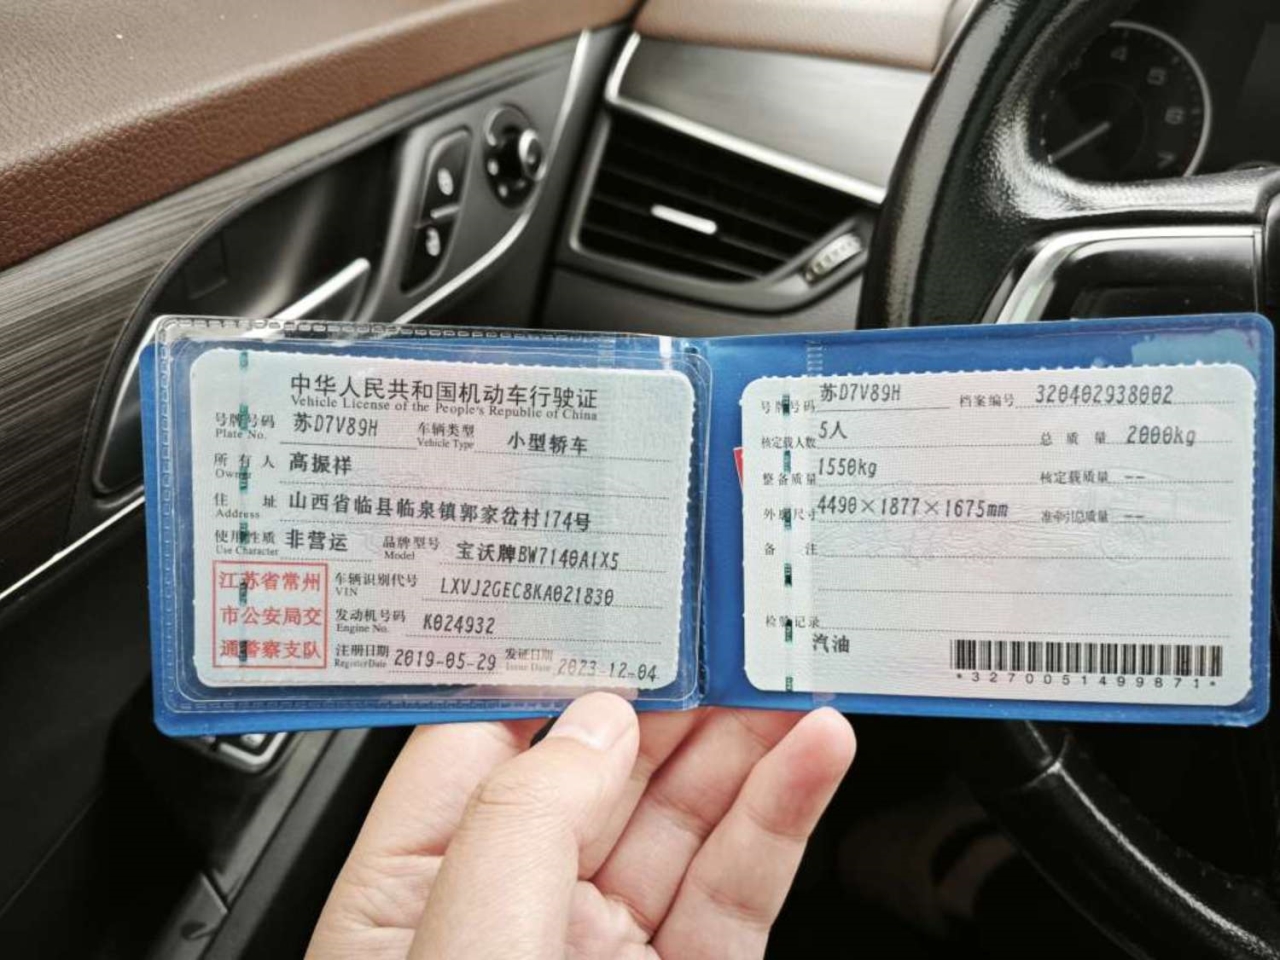 中华人民共和国机动车行驶证
Vehicle License of the People's Republic of China
号牌号码 苏D7V89H 车辆类型 小型轿车
Plate No. Vehicle Type
所有人 高振祥
Owner
住址 山西省临县临泉镇郭家岔村174号
Address
使用性质 非营运 品牌型号 宝沃牌BW7140A1X5
Use Character Model
江苏省常州
市公安局交
通警察支队
车辆识别代号 LXVJ2GEC8KA021830
VIN
发动机号码 K024932
Engine No.
注册日期 2019-05-29 发证日期 2023-12-04
Register Date Issue Date
号牌号码 苏D7V89H 档案编号 320402938002
核定载人数 5人 总质量 2000kg
整备质量 1550kg 核定载质量 --
外廓尺寸 4490×1877×1675mm 准牵引总质量 --
备注
检验记录
汽油
*3270051499871*
4
5
6
7